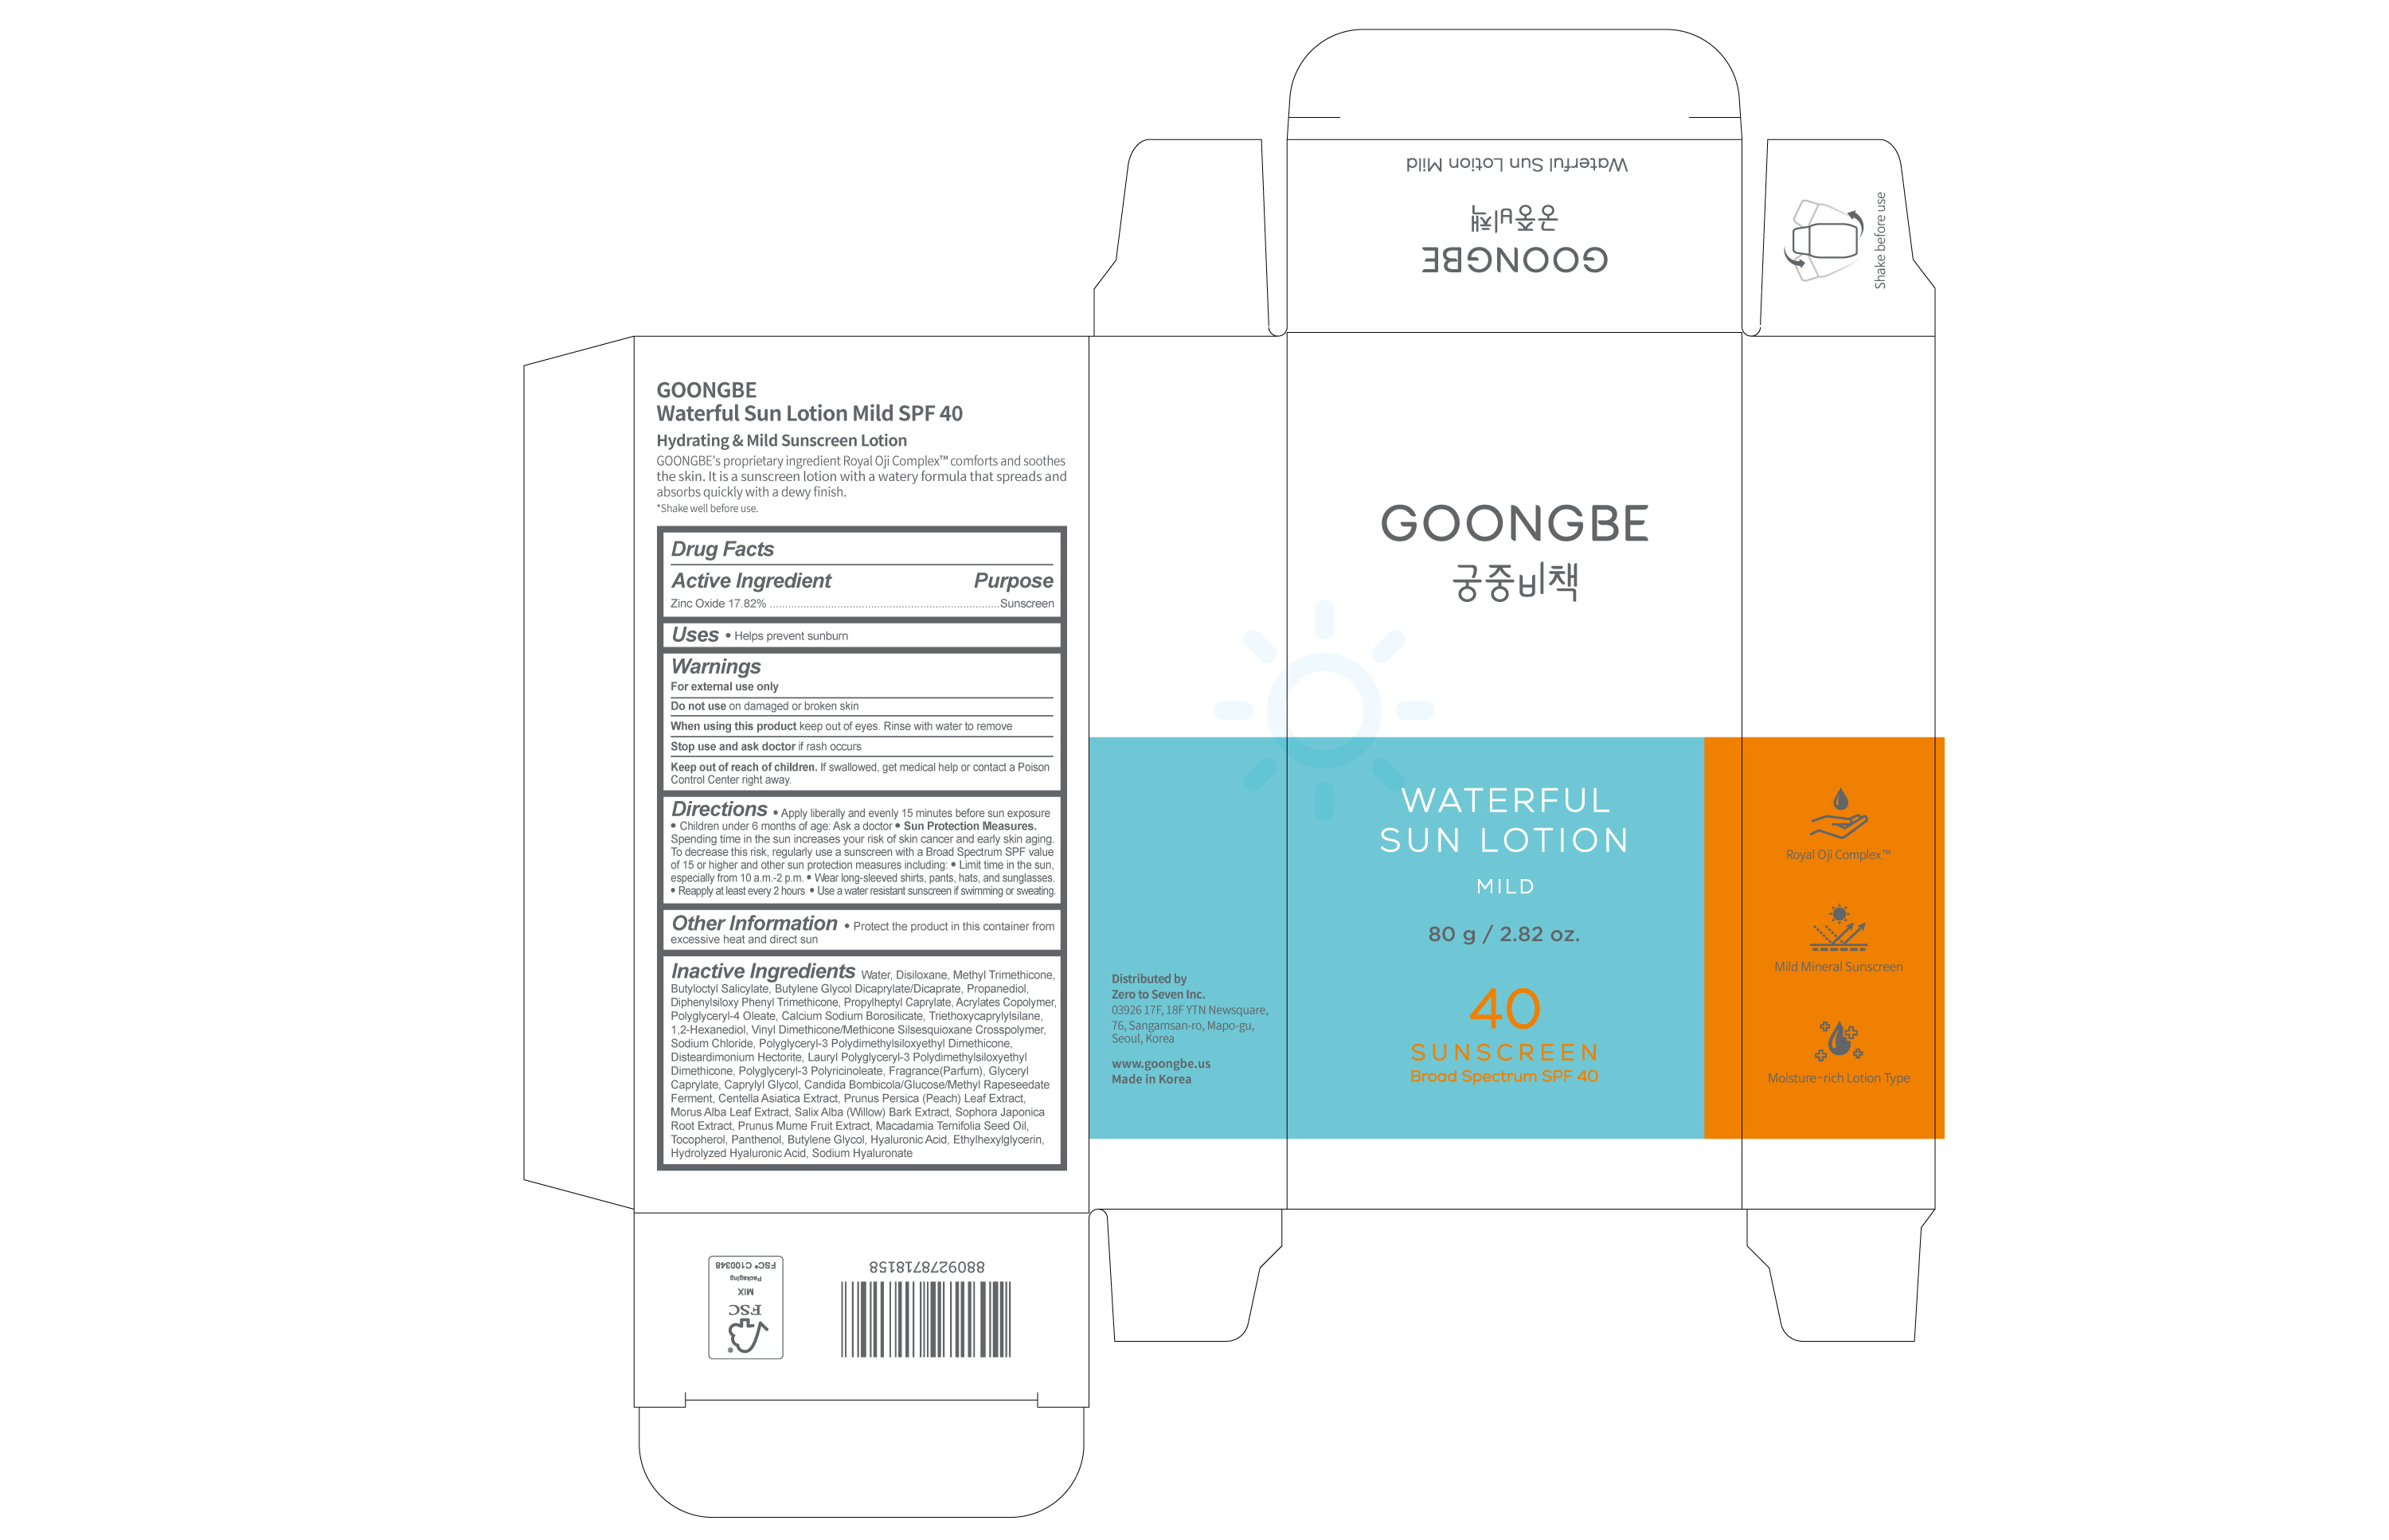 GOONGBE
Waterful Sun Lotion Mild SPF 40
Hydrating & Mild Sunscreen Lotion
GOONGBE's proprietary ingredient Royal Oji Complex™ comforts and soothes
the skin. It is a sunscreen lotion with a watery formula that spreads and
absorbs quickly with a dewy finish.
*Shake well before use.
Drug Facts
Active Ingredient Purpose
Zinc Oxide 17.82% ........................................................................... Sunscreen
Uses • Helps prevent sunburn
Warnings
For external use only
Do not use on damaged or broken skin
When using this product keep out of eyes. Rinse with water to remove
Stop use and ask doctor if rash occurs
Keep out of reach of children. If swallowed, get medical help or contact a Poison
Control Center right away.
Directions • Apply liberally and evenly 15 minutes before sun exposure
• Children under 6 months of age: Ask a doctor • Sun Protection Measures.
Spending time in the sun increases your risk of skin cancer and early skin aging.
To decrease this risk, regularly use a sunscreen with a Broad Spectrum SPF value
of 15 or higher and other sun protection measures including: • Limit time in the sun,
especially from 10 a.m.-2 p.m. • Wear long-sleeved shirts, pants, hats, and sunglasses.
• Reapply at least every 2 hours • Use a water resistant sunscreen if swimming or sweating.
Other Information • Protect the product in this container from
excessive heat and direct sun
Inactive Ingredients Water, Disiloxane, Methyl Trimethicone,
Butyloctyl Salicylate, Butylene Glycol Dicaprylate/Dicaprate, Propanediol,
Diphenylsiloxy Phenyl Trimethicone, Propylheptyl Caprylate, Acrylates Copolymer,
Polyglyceryl-4 Oleate, Calcium Sodium Borosilicate, Triethoxycaprylylsilane,
1,2-Hexanediol, Vinyl Dimethicone/Methicone Silsesquioxane Crosspolymer,
Sodium Chloride, Polyglyceryl-3 Polydimethylsiloxyethyl Dimethicone,
Disteardimonium Hectorite, Lauryl Polyglyceryl-3 Polydimethylsiloxyethyl
Dimethicone, Polyglyceryl-3 Polyricinoleate, Fragrance(Parfum), Glyceryl
Caprylate, Caprylyl Glycol, Candida Bombicola/Glucose/Methyl Rapeseedate
Ferment, Centella Asiatica Extract, Prunus Persica (Peach) Leaf Extract,
Morus Alba Leaf Extract, Salix Alba (Willow) Bark Extract, Sophora Japonica
Root Extract, Prunus Mume Fruit Extract, Macadamia Ternifolia Seed Oil,
Tocopherol, Panthenol, Butylene Glycol, Hyaluronic Acid, Ethylhexylglycerin,
Hydrolyzed Hyaluronic Acid, Sodium Hyaluronate
®
FSC
MIX
Packaging
FSC® C100348
8809278718158
Distributed by
Zero to Seven Inc.
03926 17F, 18F YTN Newsquare,
76, Sangamsan-ro, Mapo-gu,
Seoul, Korea
www.goongbe.us
Made in Korea
GOONGBE
궁중비책
Waterful Sun Lotion Mild
GOONGBE
궁중비책
WATERFUL
SUN LOTION
MILD
80 g / 2.82 oz.
40
SUNSCREEN
Broad Spectrum SPF 40
Shake before use
Royal Oji Complex™
Mild Mineral Sunscreen
Moisture-rich Lotion Type